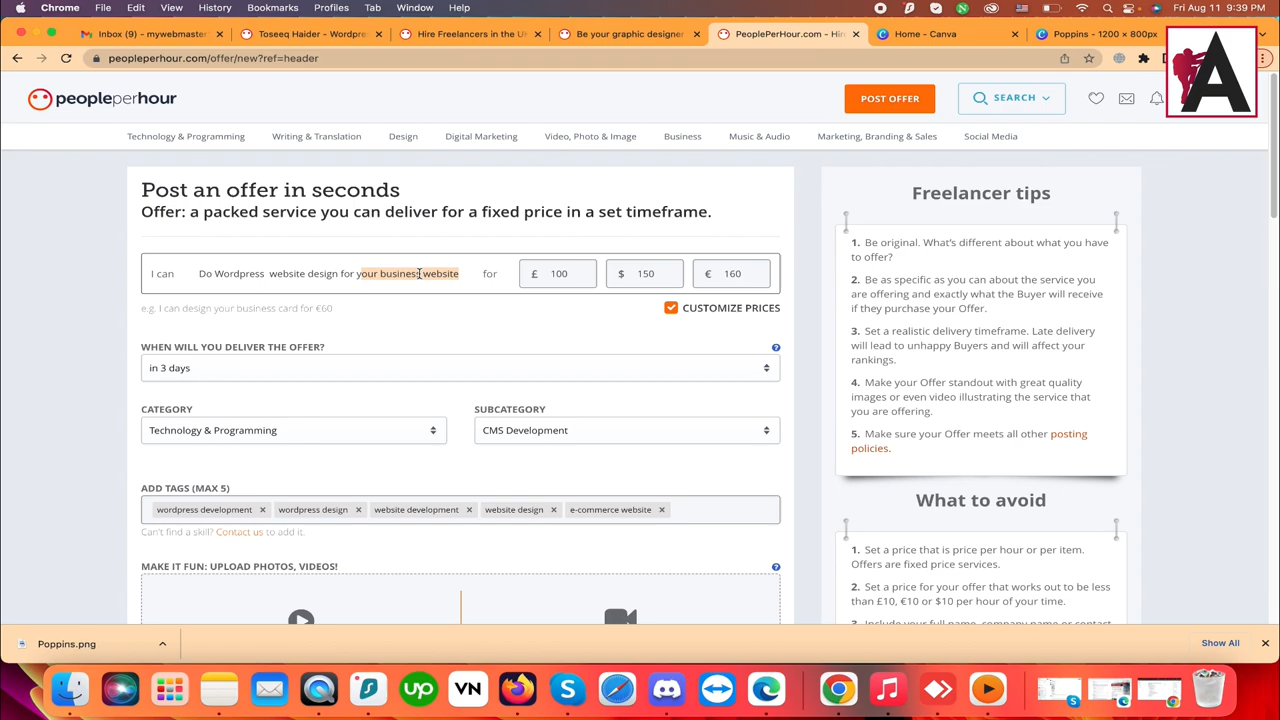 Chrome File Edit View History Bookmarks Profiles Tab Window Help Fri Aug 11 9:39 PM
Inbox (9) - mywebmaster Toseeq Haider - Wordpre Hire Freelancers in the U Be your graphic designer PeoplePerHour.com - Hir Home - Canva Poppins - 1200 × 800px
peopleperhour.com/offer/new?ref=header
A
peopleperhour
POST OFFER
SEARCH
Technology & Programming Writing & Translation Design Digital Marketing Video, Photo & Image Business Music & Audio Marketing, Branding & Sales Social Media
Post an offer in seconds
Offer: a packed service you can deliver for a fixed price in a set timeframe.
I can Do Wordpress website design for your business website for £ 100 $ 150 € 160
e.g. I can design your business card for €60
CUSTOMIZE PRICES
WHEN WILL YOU DELIVER THE OFFER? ?
in 3 days
CATEGORY SUBCATEGORY
Technology & Programming CMS Development
ADD TAGS (MAX 5)
wordpress development × wordpress design × website development × website design × e-commerce website ×
Can't find a skill? Contact us to add it.
MAKE IT FUN: UPLOAD PHOTOS, VIDEOS! ?
Freelancer tips
1. Be original. What's different about what you have
to offer?
2. Be as specific as you can about the service you
are offering and exactly what the Buyer will receive
if they purchase your Offer.
3. Set a realistic delivery timeframe. Late delivery
will lead to unhappy Buyers and will affect your
rankings.
4. Make your Offer standout with great quality
images or even video illustrating the service that
you are offering.
5. Make sure your Offer meets all other posting
policies.
What to avoid
1. Set a price that is price per hour or per item.
Offers are fixed price services.
2. Set a price for your offer that works out to be less
than £10, €10 or $10 per hour of your time.
3. Include your full name, company name or contact
Poppins.png
Show All
up
VN